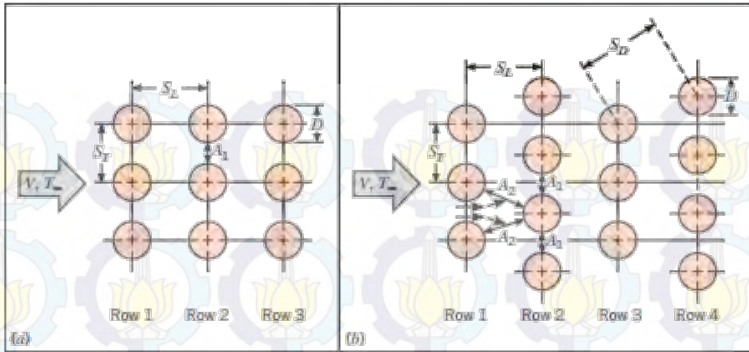 S_L
S_T
D
A_1
V, T_∞
Row 1 Row 2 Row 3
(a)
S_D
S_L
D
S_T
A_2
A_1
V, T_∞
A_2
A_1
Row 1 Row 2 Row 3 Row 4
(b)